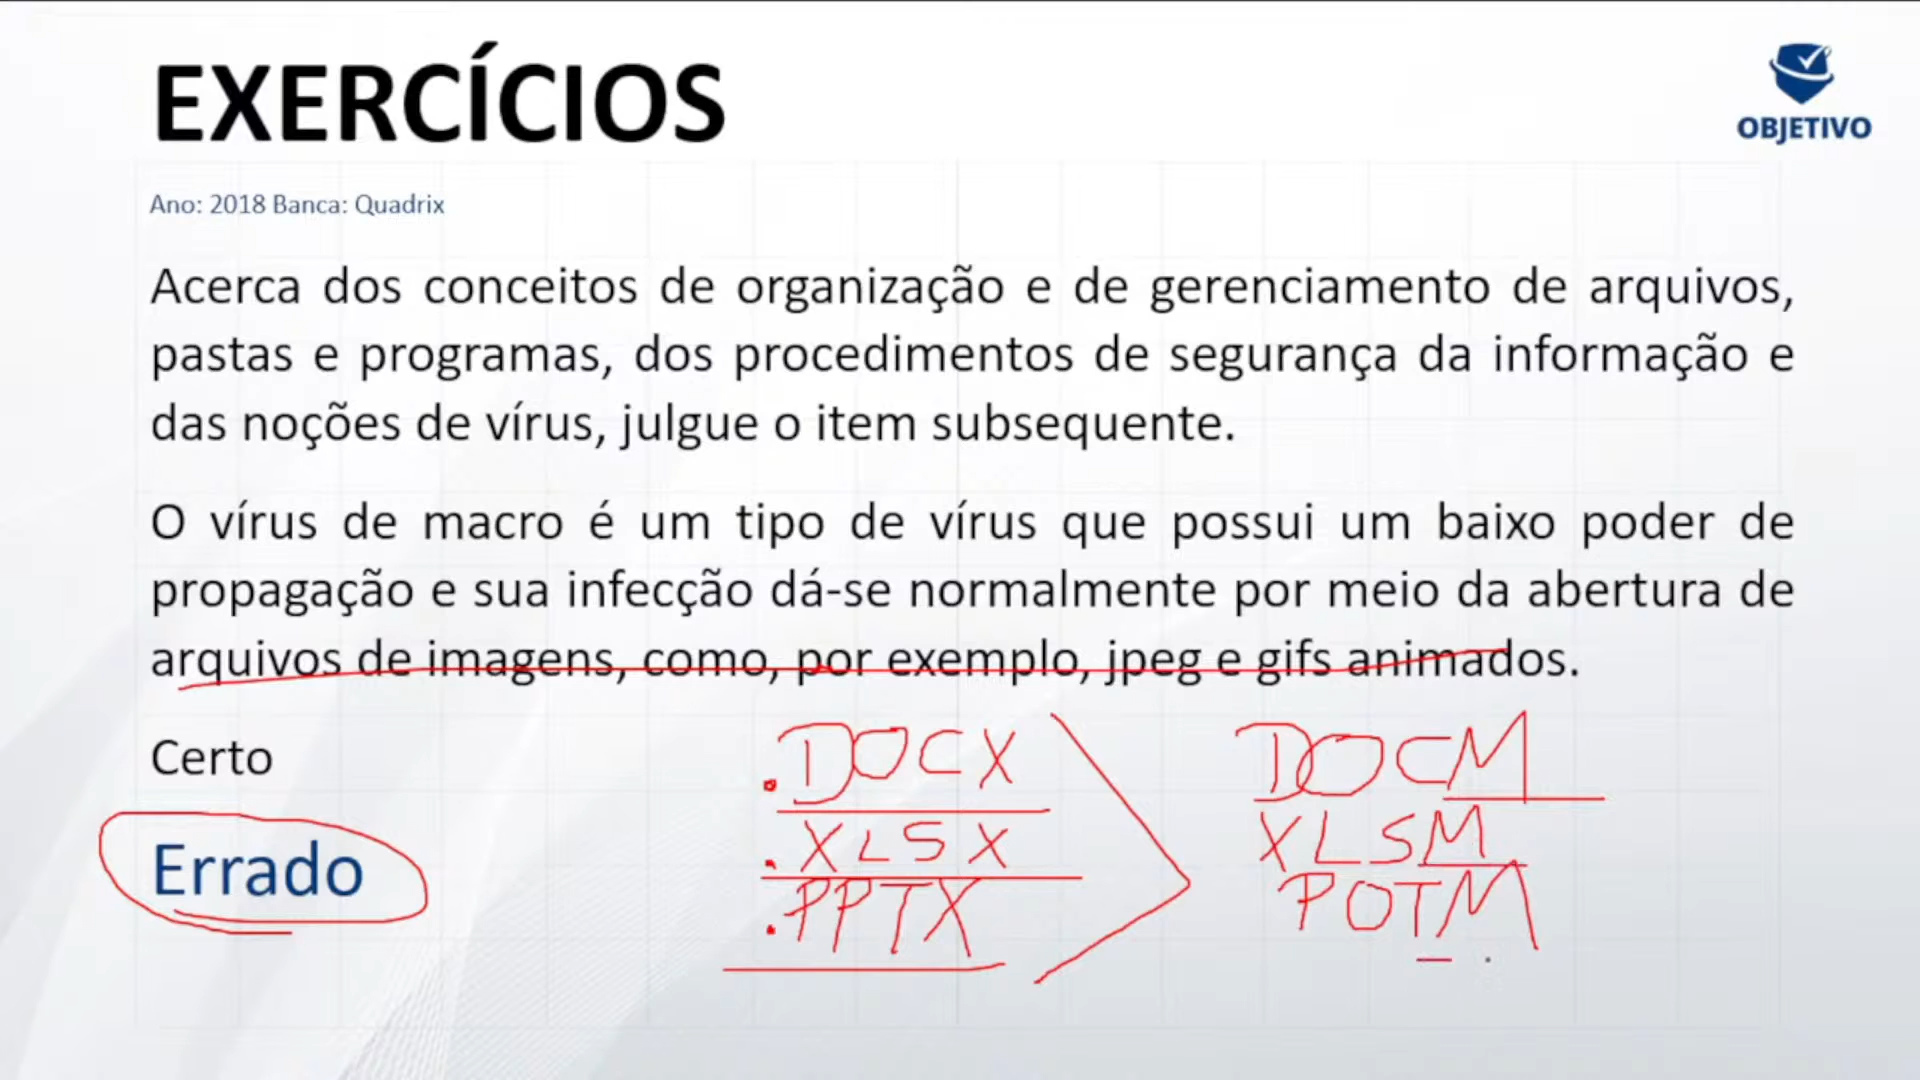 EXERCÍCIOS
OBJETIVO
Ano: 2018 Banca: Quadrix
Acerca dos conceitos de organização e de gerenciamento de arquivos,
pastas e programas, dos procedimentos de segurança da informação e
das noções de vírus, julgue o item subsequente.
O vírus de macro é um tipo de vírus que possui um baixo poder de
propagação e sua infecção dá-se normalmente por meio da abertura de
arquivos de imagens, como, por exemplo, jpeg e gifs animados.
Certo
Errado
.DOCX
.XLSX
.PPTX
DOCM
XLSM
POTM